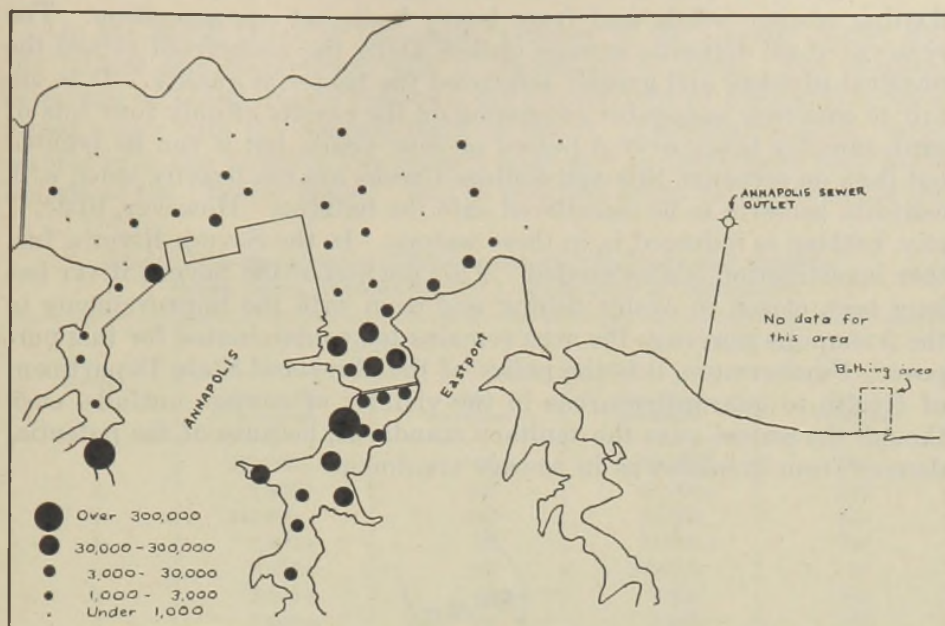 ANNAPOLIS SEWER
OUTLET
No data for
this area
Bathing area
ANNAPOLIS
Eastport
Over 300,000
30,000-300,000
3,000- 30,000
1,000 - 3,000
Under 1,000